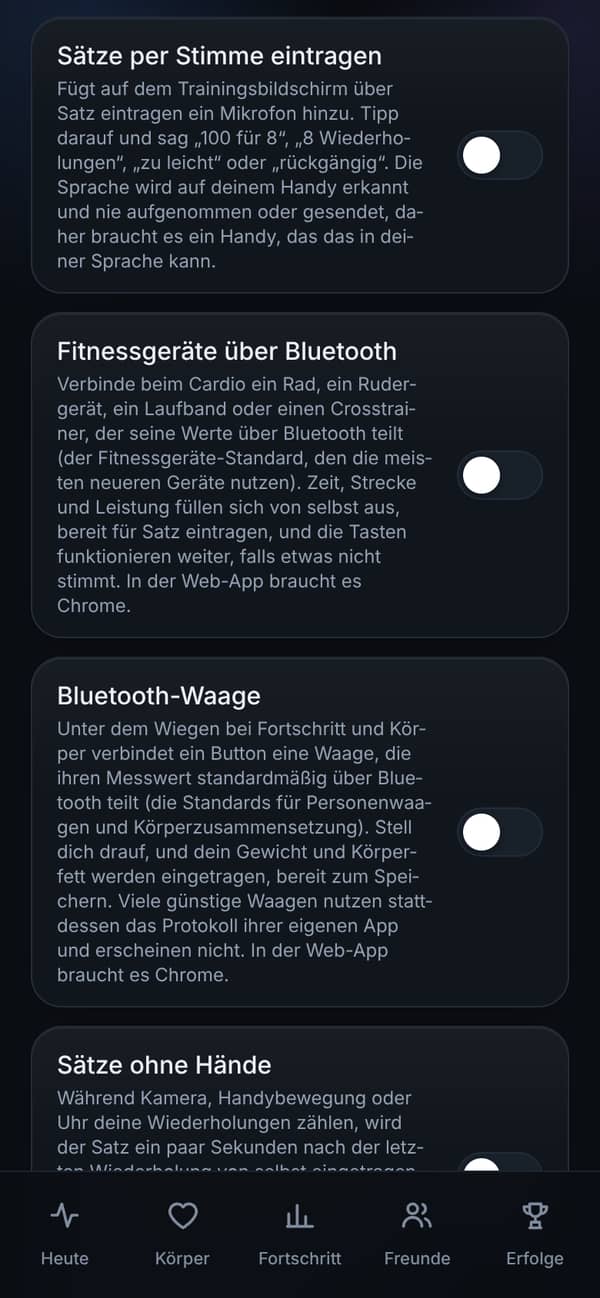 Sätze per Stimme eintragen
Fügt auf dem Trainingsbildschirm über
Satz eintragen ein Mikrofon hinzu. Tipp
darauf und sag „100 für 8“, „8 Wiederho-
lungen“, „zu leicht“ oder „rückgängig“. Die
Sprache wird auf deinem Handy erkannt
und nie aufgenommen oder gesendet, da-
her braucht es ein Handy, das das in dei-
ner Sprache kann.
Fitnessgeräte über Bluetooth
Verbinde beim Cardio ein Rad, ein Ruder-
gerät, ein Laufband oder einen Crosstrai-
ner, der seine Werte über Bluetooth teilt
(der Fitnessgeräte-Standard, den die meis-
ten neueren Geräte nutzen). Zeit, Strecke
und Leistung füllen sich von selbst aus,
bereit für Satz eintragen, und die Tasten
funktionieren weiter, falls etwas nicht
stimmt. In der Web-App braucht es
Chrome.
Bluetooth-Waage
Unter dem Wiegen bei Fortschritt und Kör-
per verbindet ein Button eine Waage, die
ihren Messwert standardmäßig über Blue-
tooth teilt (die Standards für Personenwaa-
gen und Körperzusammensetzung). Stell
dich drauf, und dein Gewicht und Körper-
fett werden eingetragen, bereit zum Spei-
chern. Viele günstige Waagen nutzen statt-
dessen das Protokoll ihrer eigenen App
und erscheinen nicht. In der Web-App
braucht es Chrome.
Sätze ohne Hände
Während Kamera, Handybewegung oder
Uhr deine Wiederholungen zählen, wird
der Satz ein paar Sekunden nach der letz-
ten Wiederholung von selbst eingetragen
Heute
Körper
Fortschritt
Freunde
Erfolge